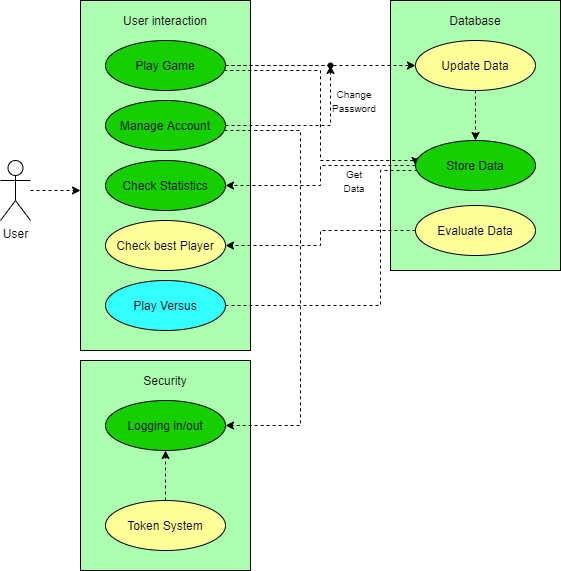 User interaction
Play Game
Manage Account
Check Statistics
Check best Player
Play Versus
User
Change
Password
Get
Data
Database
Update Data
Store Data
Evaluate Data
Security
Logging in/out
Token System